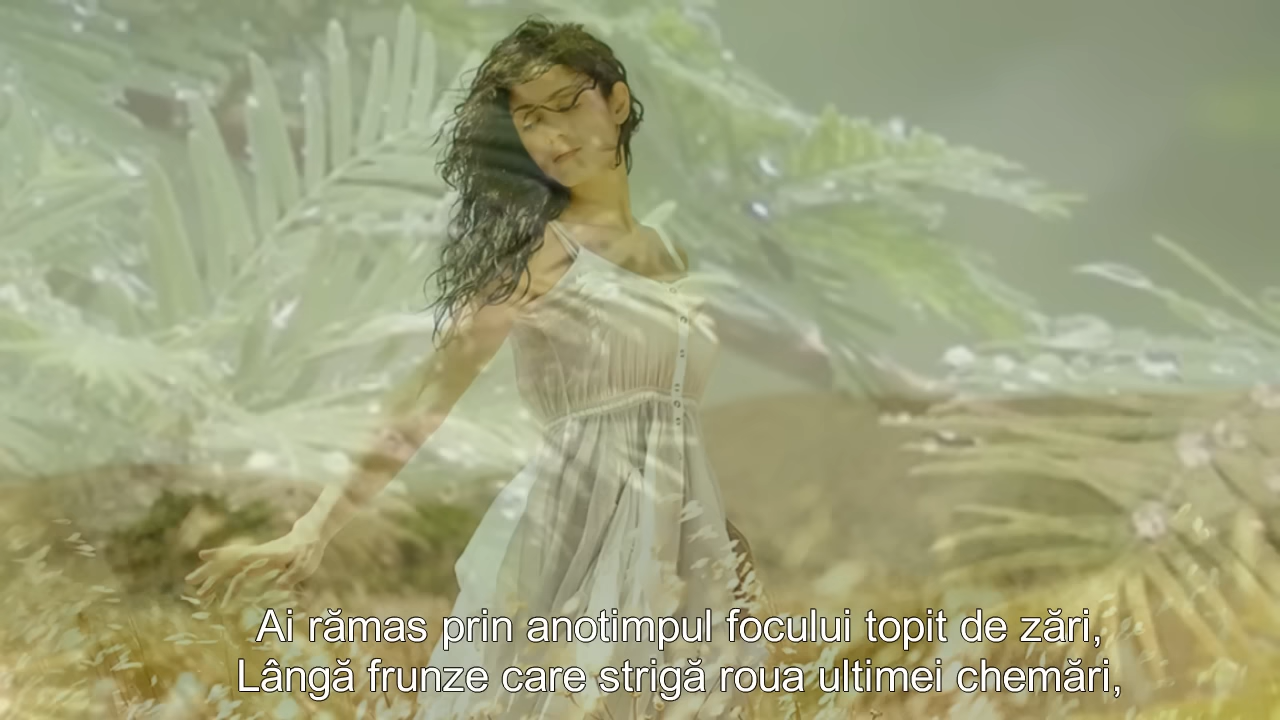 Ai rămas prin anotimpul focului topit de zări,
Lângă frunze care strigă roua ultimei chemări,